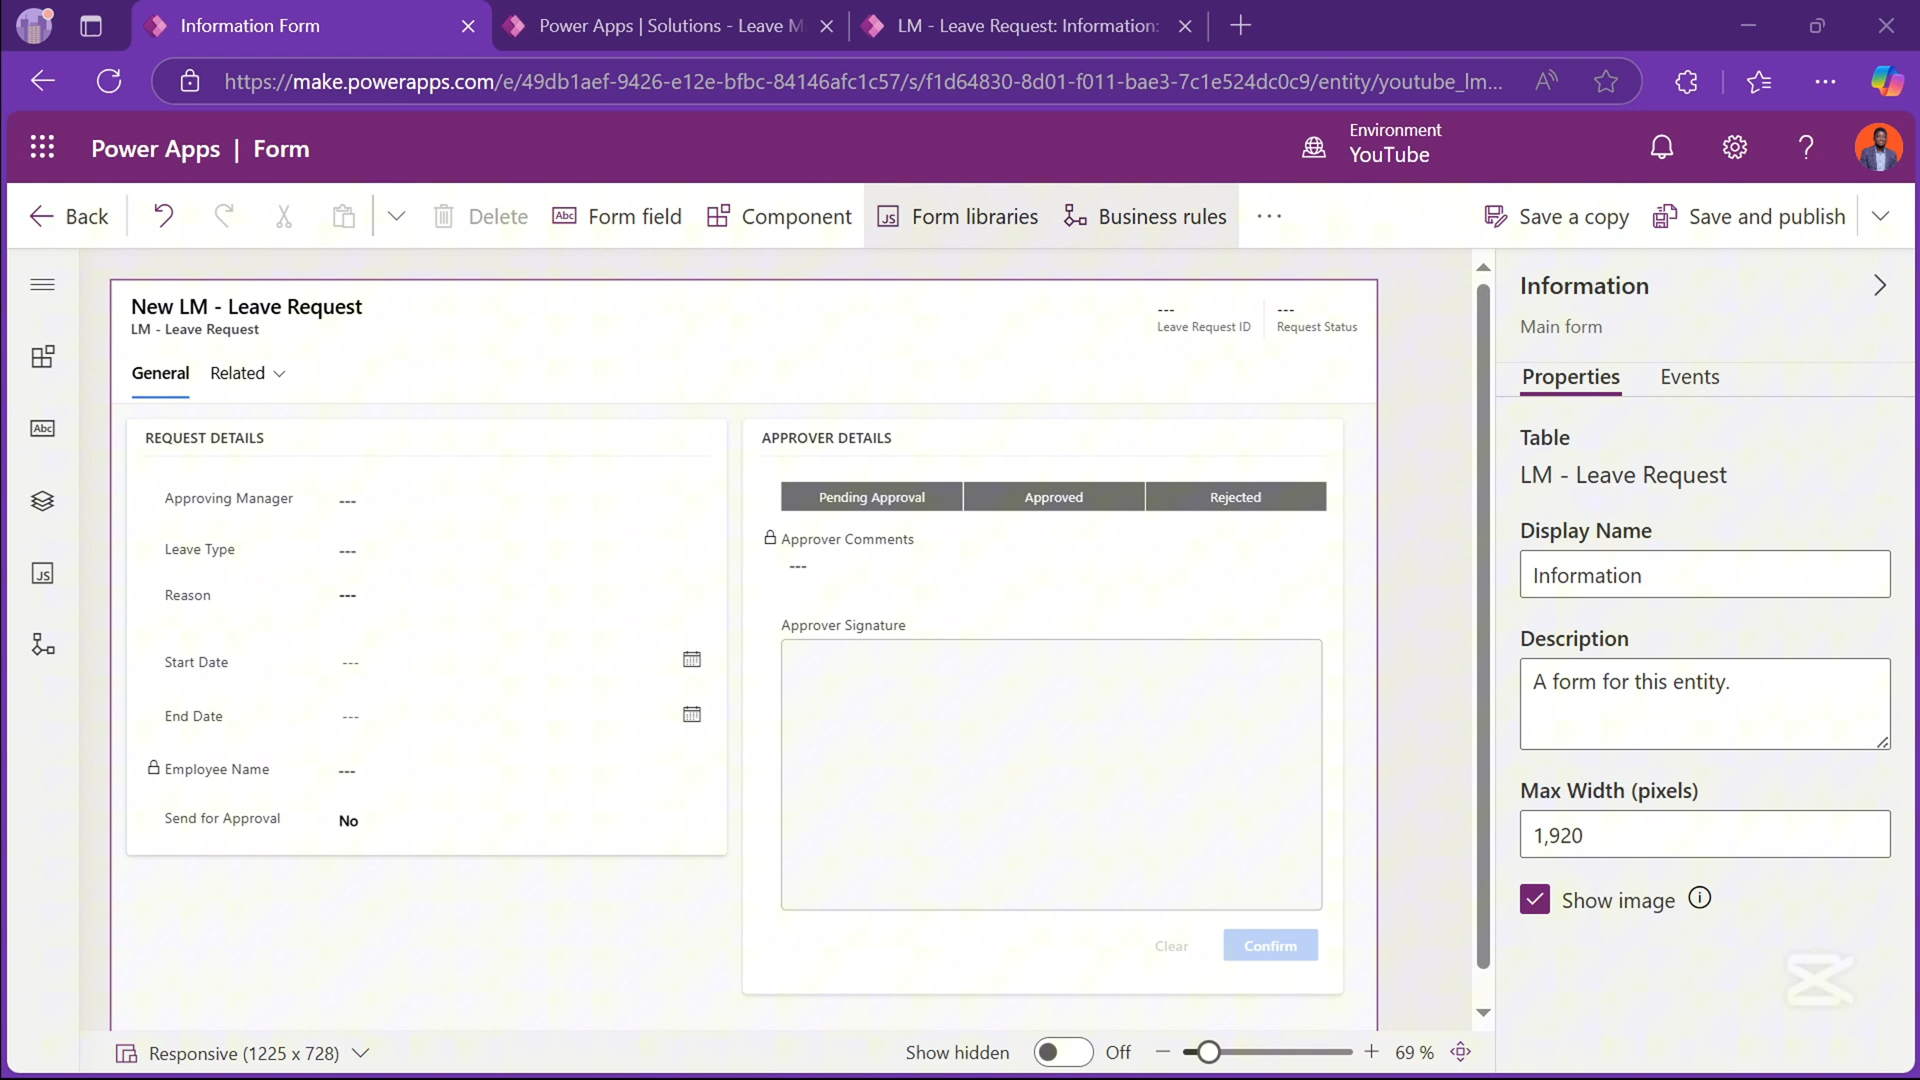 Information Form
Power Apps | Solutions - Leave M
LM - Leave Request: Information:
https://make.powerapps.com/e/49db1aef-9426-e12e-bfbc-84146afc1c57/s/f1d64830-8d01-f011-bae3-7c1e524dc0c9/entity/youtube_lm...
Power Apps | Form
Environment
YouTube
Back
Delete
Abc Form field
Component
JS Form libraries
Business rules
Save a copy
Save and publish
New LM - Leave Request
LM - Leave Request
---
Leave Request ID
---
Request Status
General
Related
REQUEST DETAILS
Approving Manager ---
Leave Type ---
Reason ---
Start Date ---
End Date ---
Employee Name ---
Send for Approval No
APPROVER DETAILS
Pending Approval Approved Rejected
Approver Comments
---
Approver Signature
Clear Confirm
Abc
JS
Information
Main form
Properties Events
Table
LM - Leave Request
Display Name
Information
Description
A form for this entity.
Max Width (pixels)
1,920
Show image
Responsive (1225 x 728)
Show hidden Off
69 %